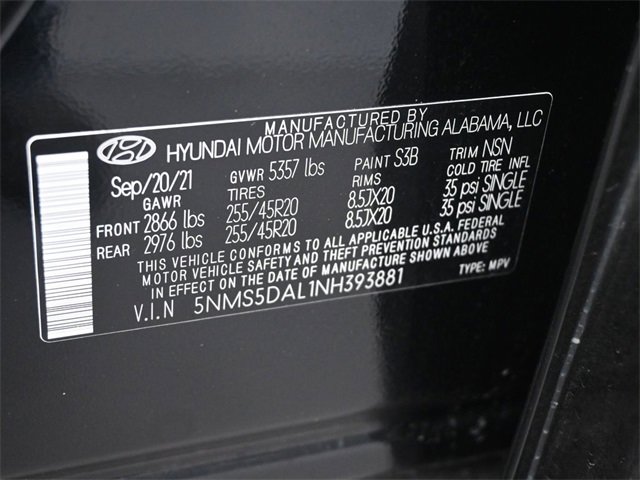 MANUFACTURED BY
HYUNDAI MOTOR MANUFACTURING ALABAMA, LLC
Sep/20/21 GVWR 5357 lbs PAINT S3B TRIM NSN
GAWR TIRES RIMS COLD TIRE INFL
FRONT 2866 lbs 255/45R20 8.5JX20 35 psi SINGLE
REAR 2976 lbs 255/45R20 8.5JX20 35 psi SINGLE
THIS VEHICLE CONFORMS TO ALL APPLICABLE U.S.A. FEDERAL
MOTOR VEHICLE SAFETY AND THEFT PREVENTION STANDARDS
IN EFFECT ON THE DATE OF MANUFACTURE SHOWN ABOVE
V.I.N 5NMS5DAL1NH393881 TYPE: MPV